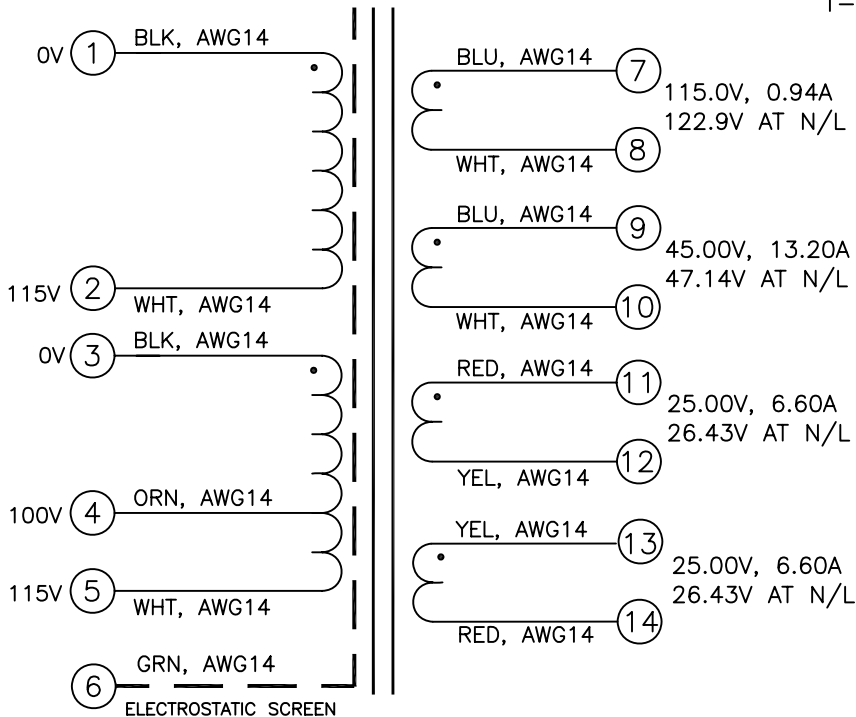 0V 1 BLK, AWG14
115V 2 WHT, AWG14
0V 3 BLK, AWG14
100V 4 ORN, AWG14
115V 5 WHT, AWG14
6 GRN, AWG14
ELECTROSTATIC SCREEN
BLU, AWG14 7
115.0V, 0.94A
122.9V AT N/L
WHT, AWG14 8
BLU, AWG14 9
45.00V, 13.20A
47.14V AT N/L
WHT, AWG14 10
RED, AWG14 11
25.00V, 6.60A
26.43V AT N/L
YEL, AWG14 12
YEL, AWG14 13
25.00V, 6.60A
26.43V AT N/L
RED, AWG14 14